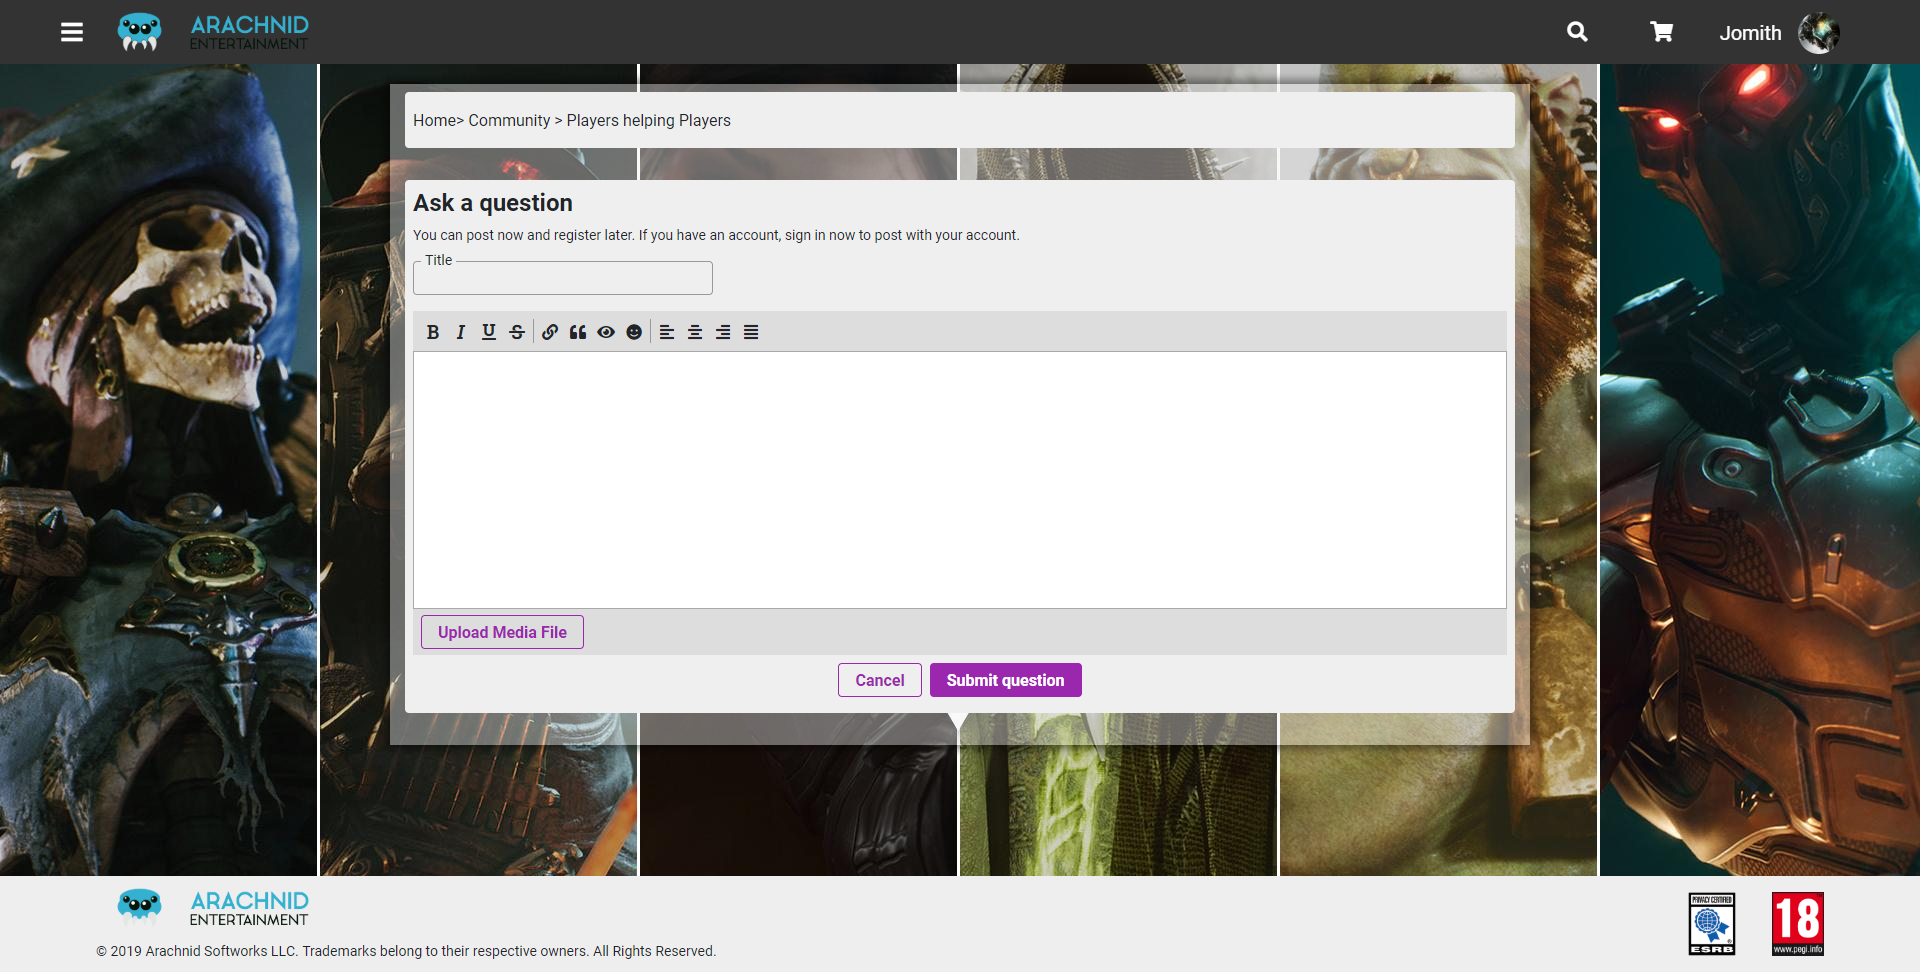 ARACHNID
ENTERTAINMENT
Jomith
Home> Community > Players helping Players
Ask a question
You can post now and register later. If you have an account, sign in now to post with your account.
Title
B I U S
Upload Media File
Cancel
Submit question
ARACHNID
ENTERTAINMENT
© 2019 Arachnid Softworks LLC. Trademarks belong to their respective owners. All Rights Reserved.
PRIVACY CERTIFIED
ESRB
18
www.pegi.info